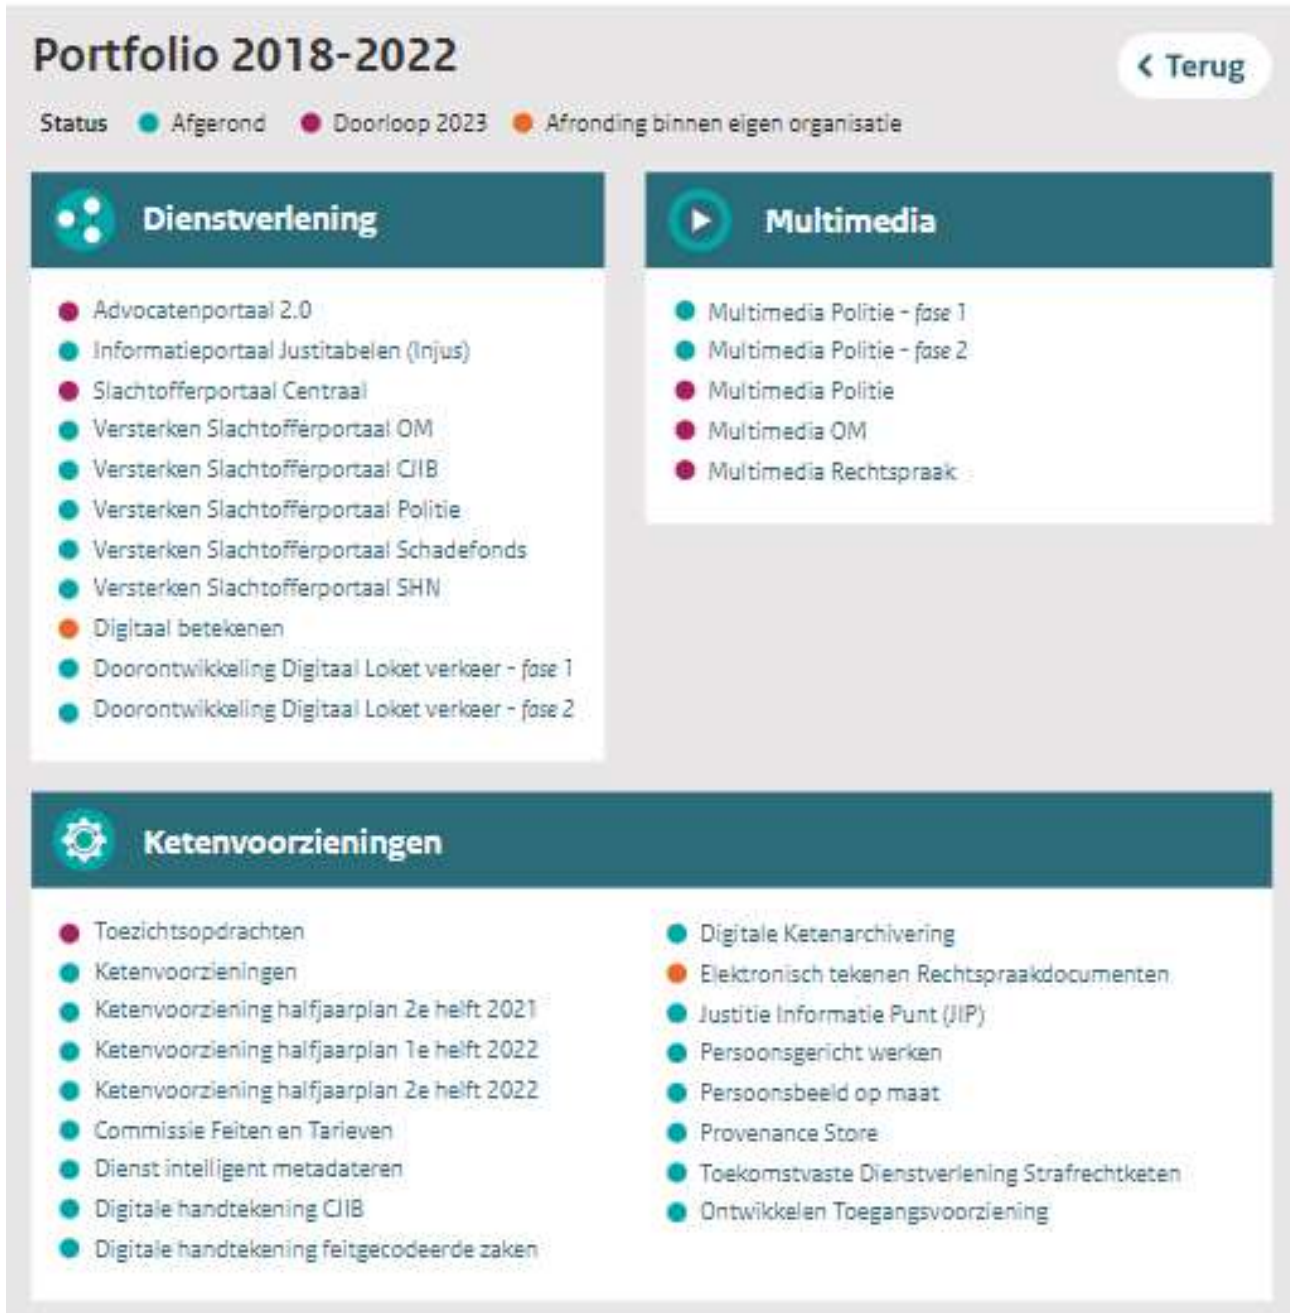 Portfolio 2018-2022
Terug
Status Afgerond Doorloop 2023 Afronding binnen eigen organisatie
Dienstverlening
Advocatenportaal 2.0
Informatieportaal Justitabelen (Injus)
Slachtofferportaal Centraal
Versterken Slachtofferportaal OM
Versterken Slachtofferportaal CJIB
Versterken Slachtofferportaal Politie
Versterken Slachtofferportaal Schadefonds
Versterken Slachtofferportaal SHN
Digitaal betekenen
Doorontwikkeling Digitaal Loket verkeer - fase 1
Doorontwikkeling Digitaal Loket verkeer - fase 2
Multimedia
Multimedia Politie - fase 1
Multimedia Politie - fase 2
Multimedia Politie
Multimedia OM
Multimedia Rechtspraak
Ketenvoorzieningen
Toezichtsopdrachten
Ketenvoorzieningen
Ketenvoorziening halfjaarplan 2e helft 2021
Ketenvoorziening halfjaarplan 1e helft 2022
Ketenvoorziening halfjaarplan 2e helft 2022
Commissie Feiten en Tarieven
Dienst intelligent metadateren
Digitale handtekening CJIB
Digitale handtekening feitgecodeerde zaken
Digitale Ketenarchivering
Elektronisch tekenen Rechtspraakdocumenten
Justitie Informatie Punt (JIP)
Persoonsgericht werken
Persoonsbeeld op maat
Provenance Store
Toekomstvaste Dienstverlening Strafrechtketen
Ontwikkelen Toegangsvoorziening